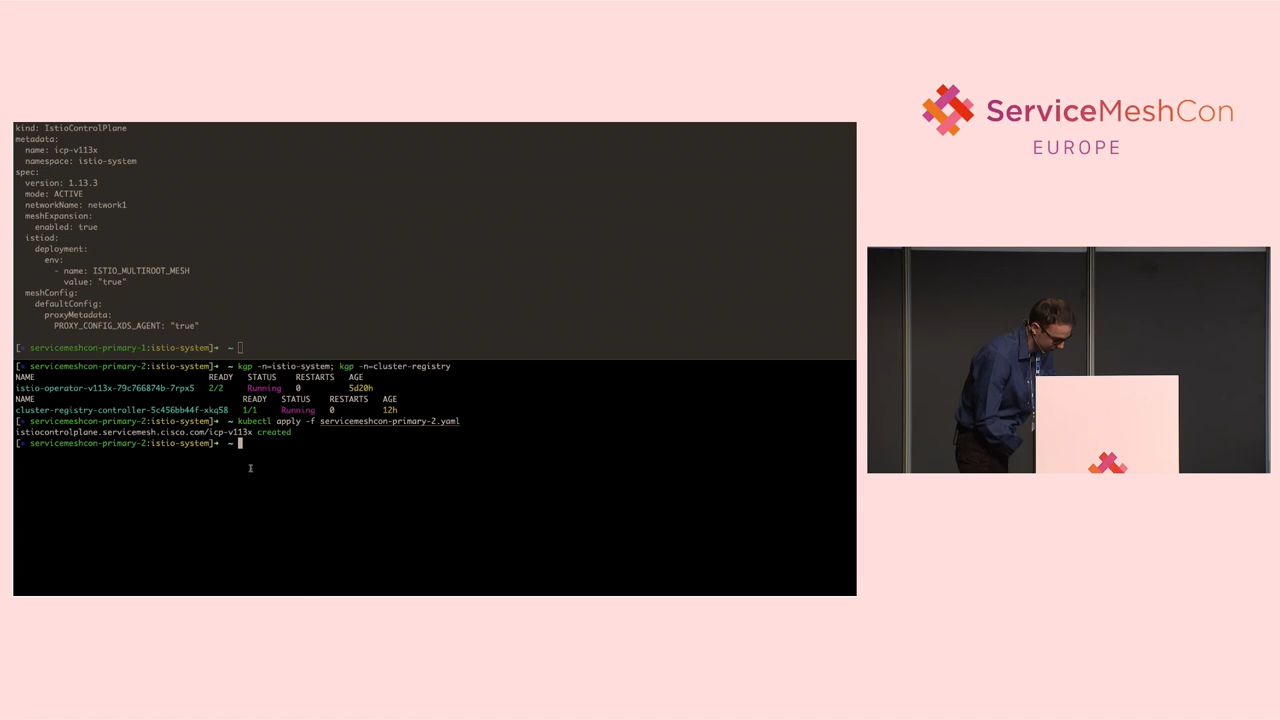 kind: IstioControlPlane
metadata:
  name: icp-v113x
  namespace: istio-system
spec:
  version: 1.13.3
  mode: ACTIVE
  networkName: network1
  meshExpansion:
    enabled: true
  istiod:
    deployment:
      env:
        - name: ISTIO_MULTIROOT_MESH
          value: "true"
  meshConfig:
    defaultConfig:
      proxyMetadata:
        PROXY_CONFIG_XDS_AGENT: "true"
servicemeshcon-primary-1:istio-system]➜ ~
servicemeshcon-primary-2:istio-system]➜ ~ kgp -n=istio-system; kgp -n=cluster-registry
NAME READY STATUS RESTARTS AGE
istio-operator-v113x-79c766874b-7rpx5 2/2 Running 0 5d20h
NAME READY STATUS RESTARTS AGE
cluster-registry-controller-5c456bb44f-xkq58 1/1 Running 0 12h
servicemeshcon-primary-2:istio-system]➜ ~ kubectl apply -f servicemeshcon-primary-2.yaml
istiocontrolplane.servicemesh.cisco.com/icp-v113x created
servicemeshcon-primary-2:istio-system]➜ ~
ServiceMeshCon
EUROPE